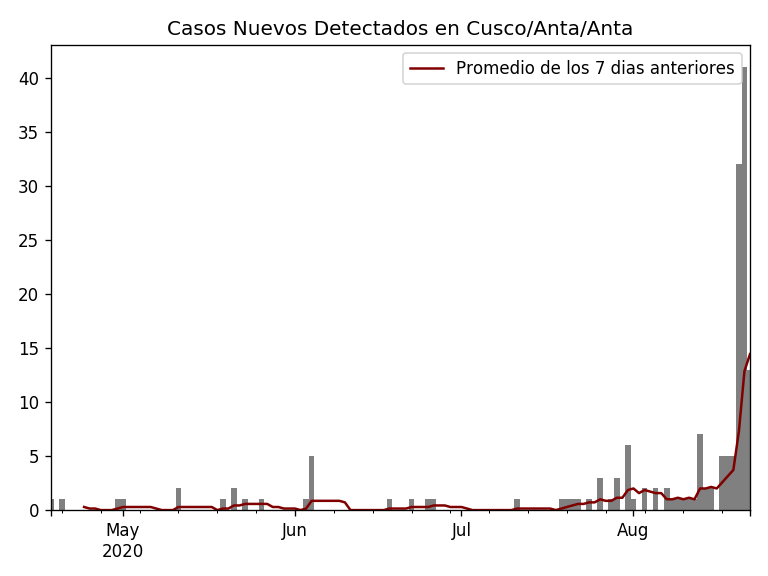 Casos Nuevos Detectados en Cusco/Anta/Anta
Promedio de los 7 dias anteriores
40
35
30
25
20
15
10
5
0
May
2020
Jun
Jul
Aug